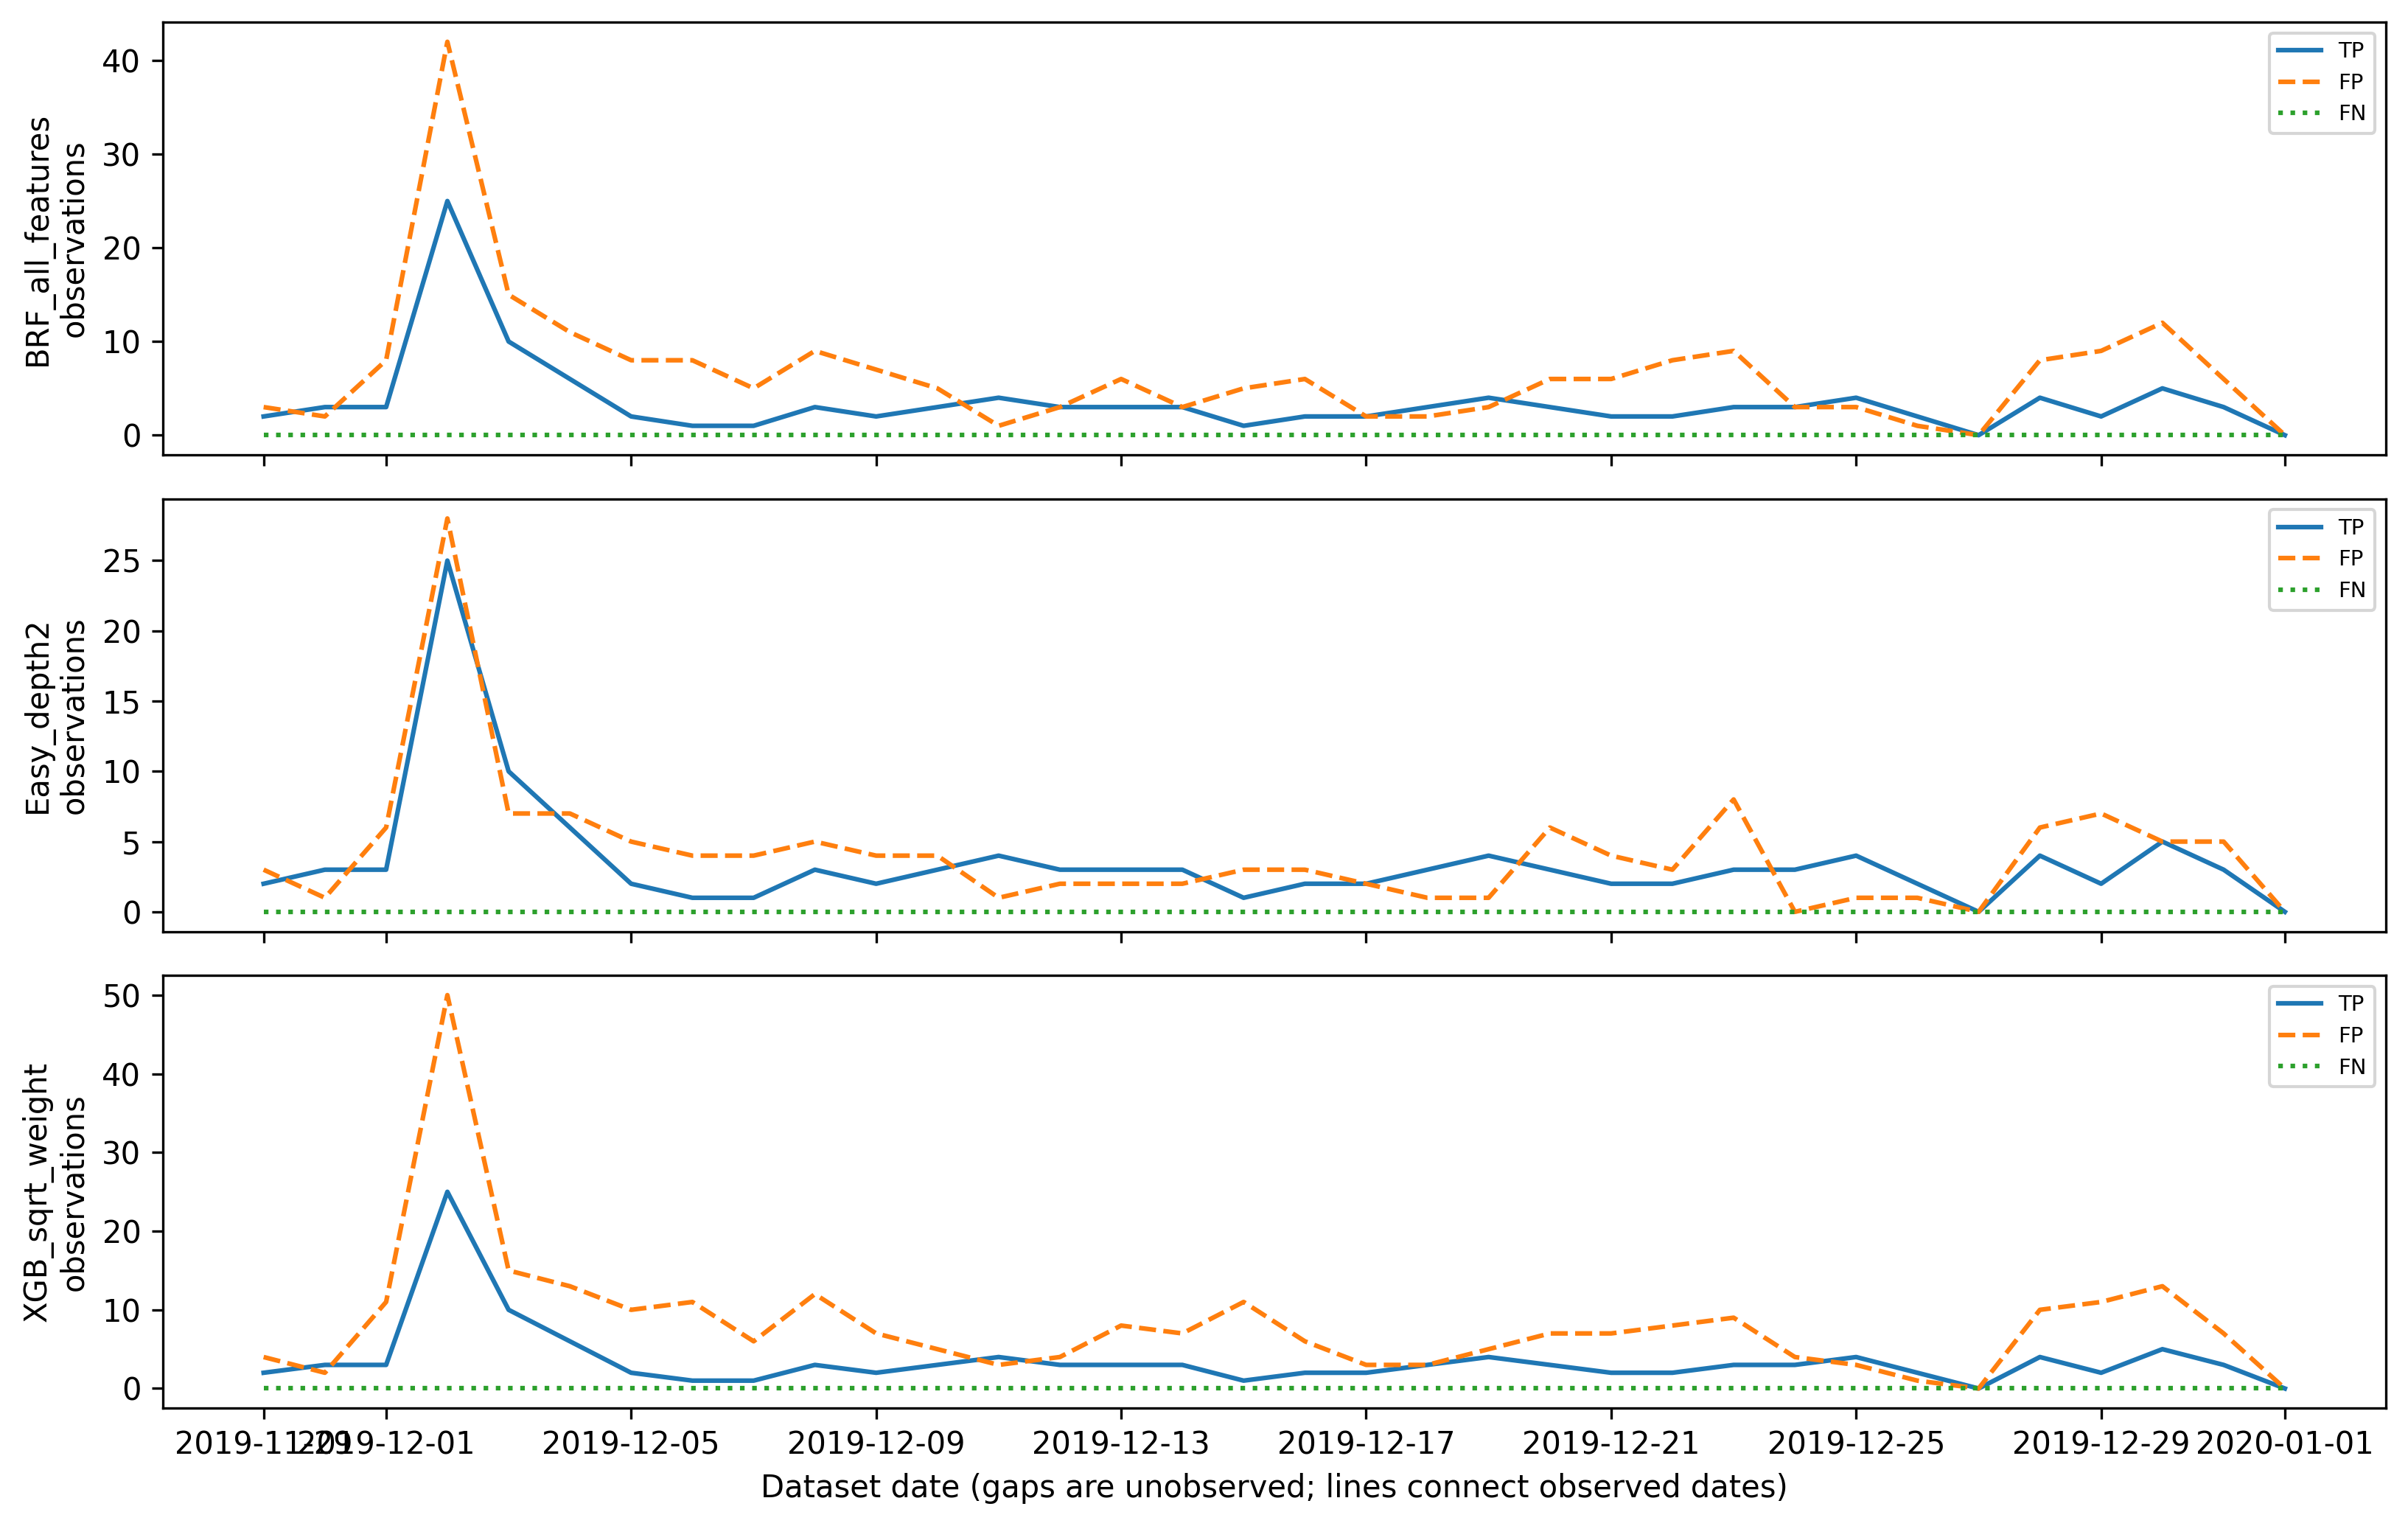 BRF_all_features
observations
40
30
20
10
0
TP
FP
FN
Easy_depth2
observations
25
20
15
10
5
0
TP
FP
FN
XGB_sqrt_weight
observations
50
40
30
20
10
0
TP
FP
FN
2019-11-29 2019-12-01 2019-12-05 2019-12-09 2019-12-13 2019-12-17 2019-12-21 2019-12-25 2019-12-29 2020-01-01
Dataset date (gaps are unobserved; lines connect observed dates)